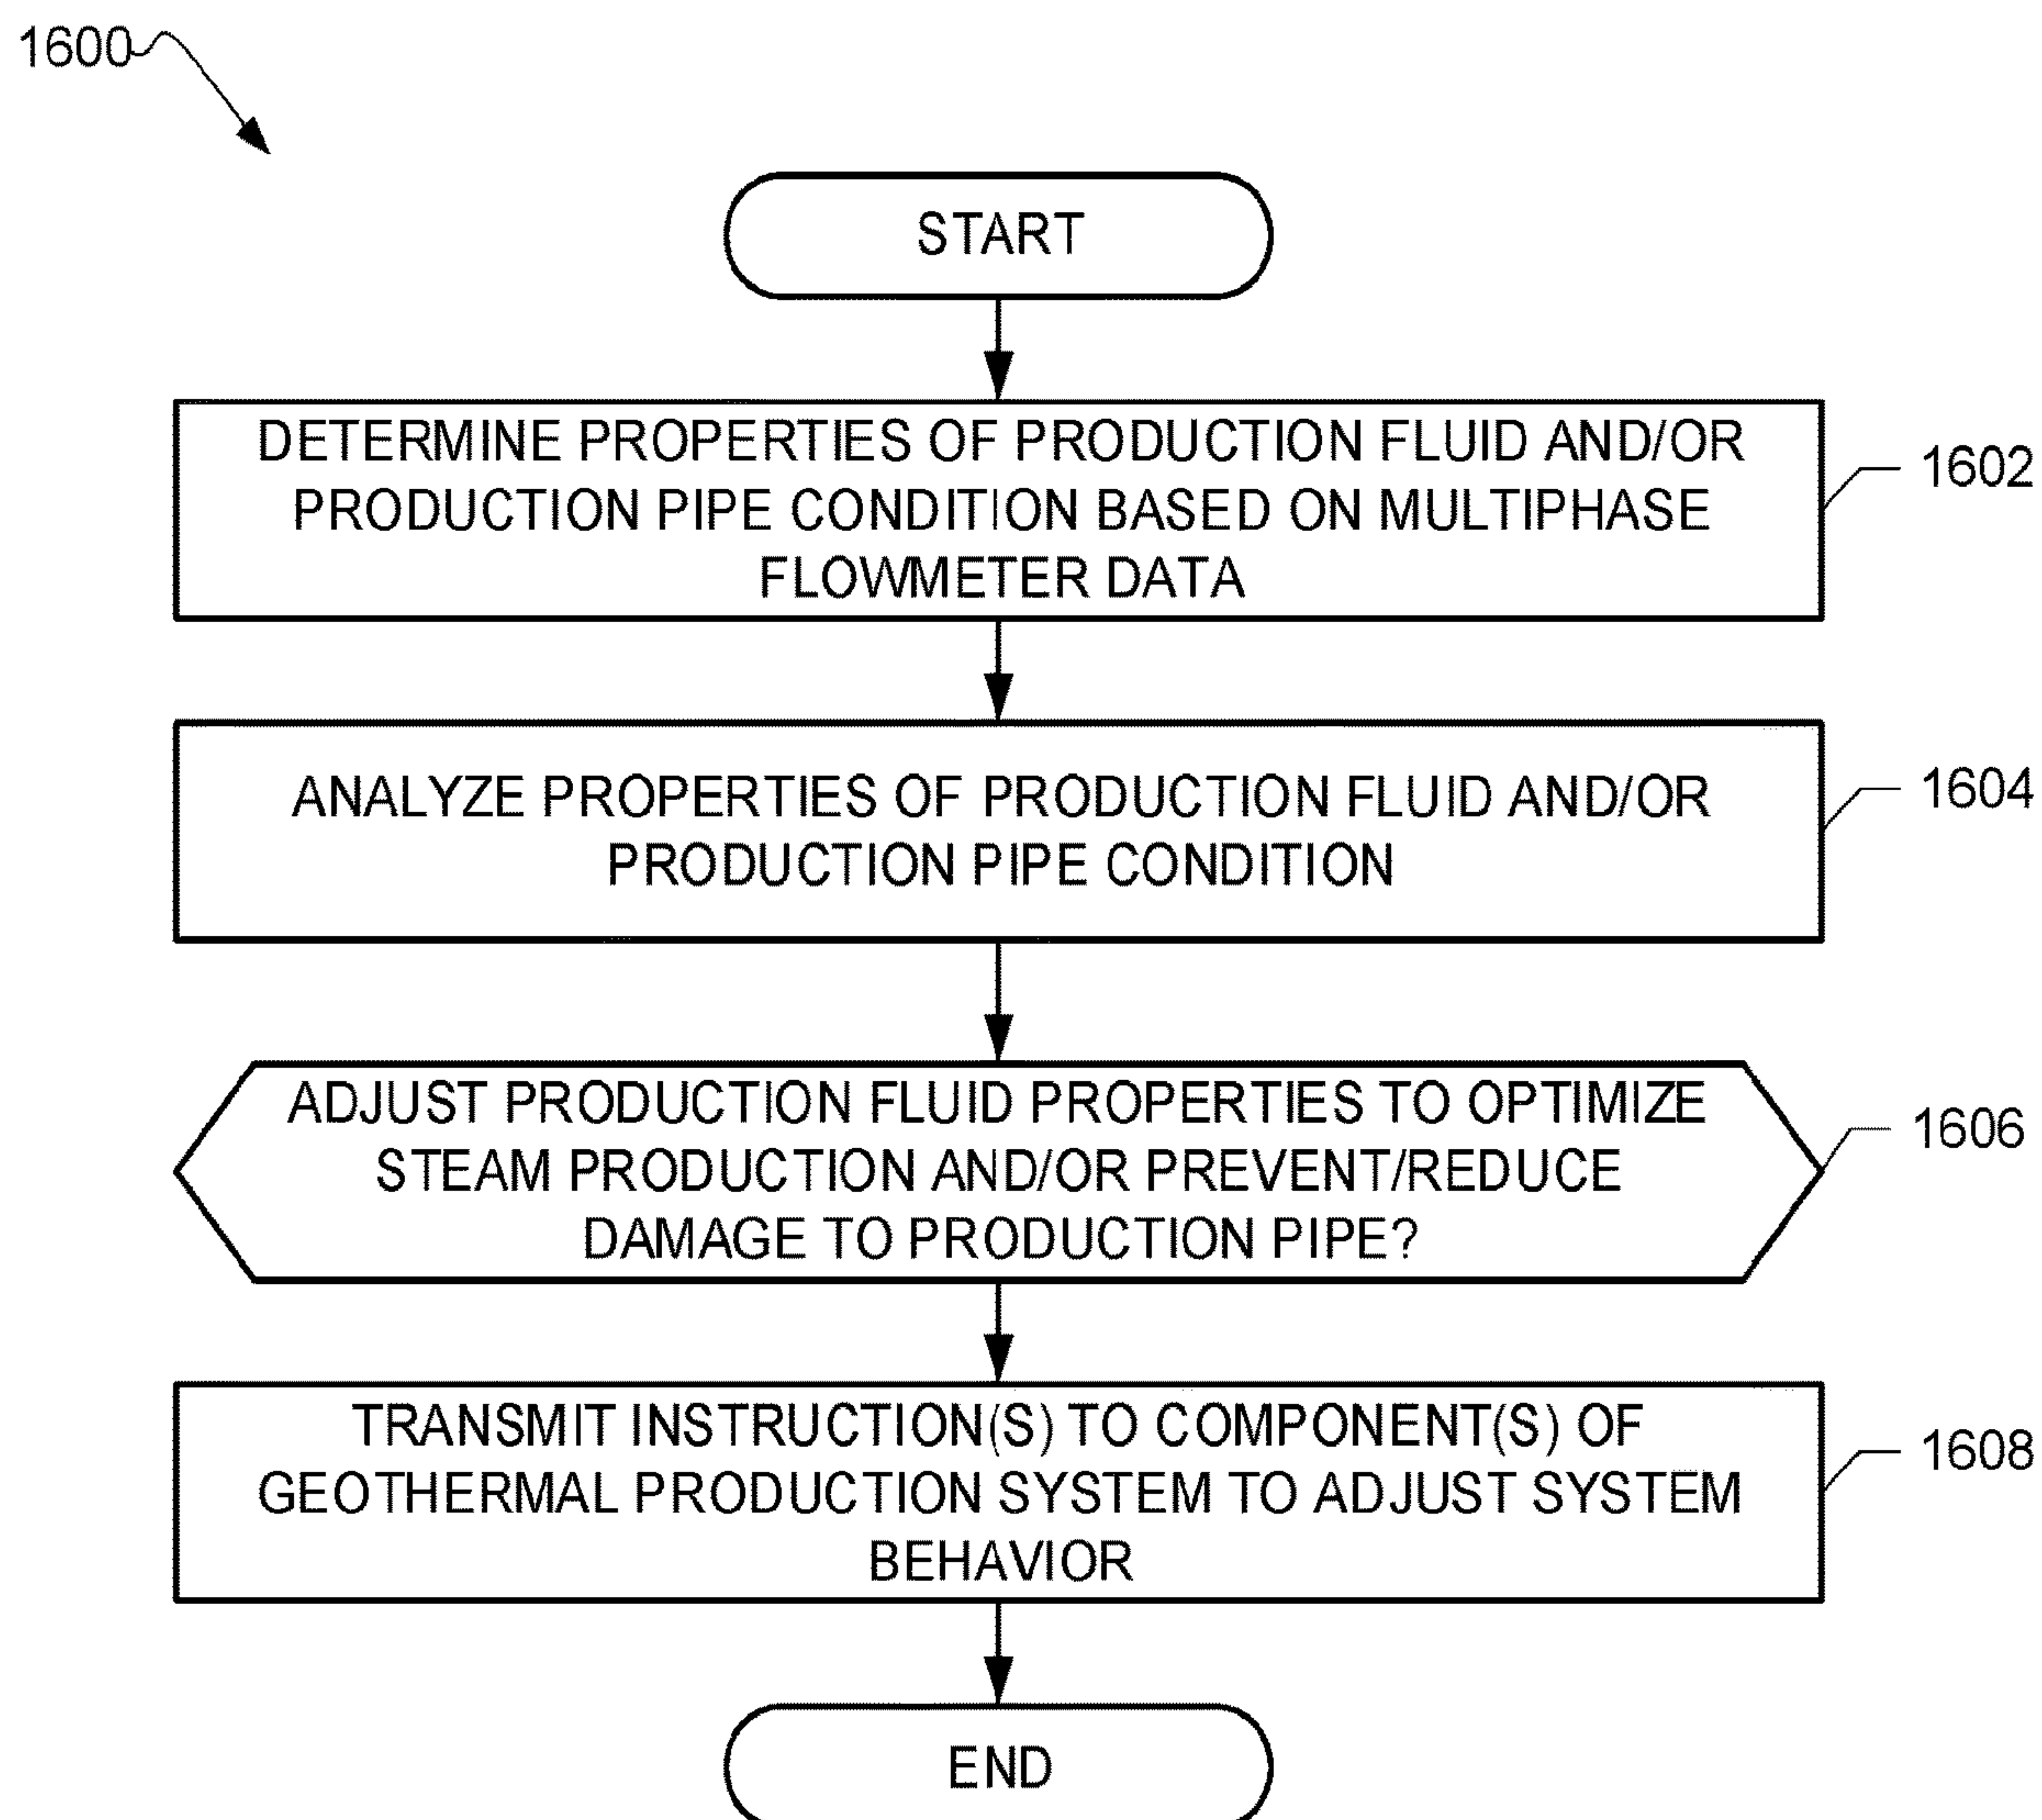 1600
START
DETERMINE PROPERTIES OF PRODUCTION FLUID AND/OR
PRODUCTION PIPE CONDITION BASED ON MULTIPHASE
FLOWMETER DATA
1602
ANALYZE PROPERTIES OF PRODUCTION FLUID AND/OR
PRODUCTION PIPE CONDITION
1604
ADJUST PRODUCTION FLUID PROPERTIES TO OPTIMIZE
STEAM PRODUCTION AND/OR PREVENT/REDUCE
DAMAGE TO PRODUCTION PIPE?
1606
TRANSMIT INSTRUCTION(S) TO COMPONENT(S) OF
GEOTHERMAL PRODUCTION SYSTEM TO ADJUST SYSTEM
BEHAVIOR
1608
END